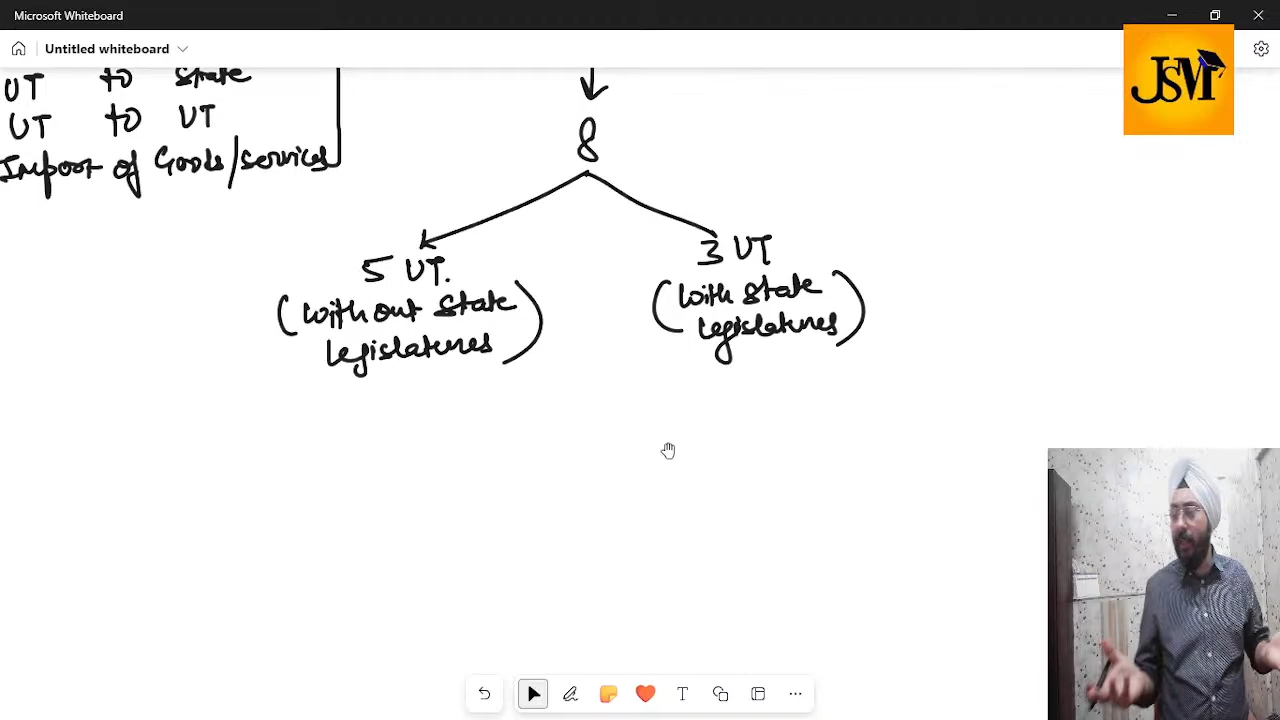 Microsoft Whiteboard
Untitled whiteboard
JSM
UT to State
UT to UT
Import of Goods/services
8
5 UT.
(Without State
legislatures)
3 UT
(With State
legislatures)